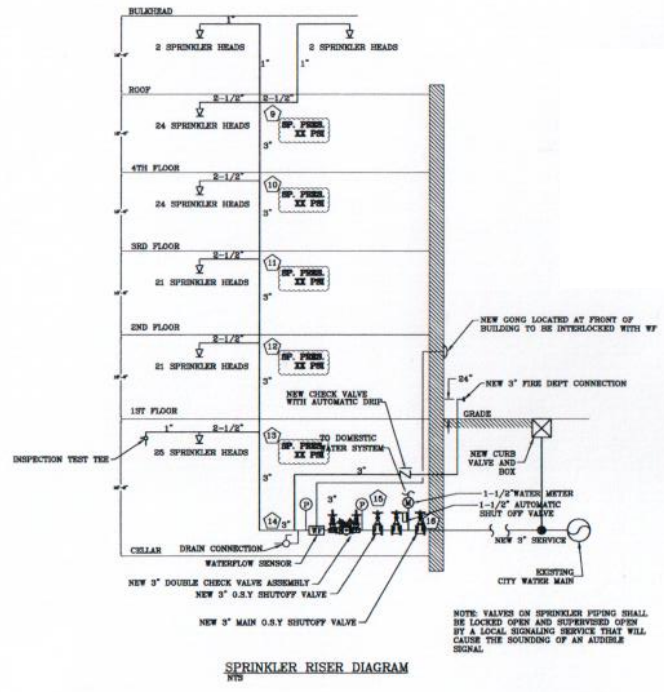 BULKHEAD
1"
2 SPRINKLER HEADS
2 SPRINKLER HEADS
1"
1"
ROOF
2-1/2"
2-1/2"
24 SPRINKLER HEADS
9
SP. PRES.
XX PSI
3"
4TH FLOOR
2-1/2"
24 SPRINKLER HEADS
10
SP. PRES.
XX PSI
3"
3RD FLOOR
2-1/2"
21 SPRINKLER HEADS
11
SP. PRES.
XX PSI
3"
2ND FLOOR
2-1/2"
21 SPRINKLER HEADS
12
SP. PRES.
XX PSI
3"
NEW GONG LOCATED AT FRONT OF
BUILDING TO BE INTERLOCKED WITH WF
24"
NEW 3" FIRE DEPT CONNECTION
NEW CHECK VALVE
WITH AUTOMATIC DRIP
GRADE
1ST FLOOR
1"
2-1/2"
INSPECTION TEST TEE
25 SPRINKLER HEADS
13
SP. PRES.
XX PSI
TO DOMESTIC
WATER SYSTEM
NEW CURB
VALVE AND
BOX
3"
3"
14
3"
P
3"
P
15
M
1-1/2"WATER METER
1-1/2" AUTOMATIC
SHUT OFF VALVE
16
WF
NEW 3" SERVICE
CELLAR
DRAIN CONNECTION
WATERFLOW SENSOR
NEW 3" DOUBLE CHECK VALVE ASSEMBLY
NEW 3" O.S.Y SHUTOFF VALVE
NEW 3" MAIN O.S.Y SHUTOFF VALVE
EXISTING
CITY WATER MAIN
NOTE: VALVES ON SPRINKLER PIPING SHALL
BE LOCKED OPEN AND SUPERVISED OPEN
BY A LOCAL SIGNALING SERVICE THAT WILL
CAUSE THE SOUNDING OF AN AUDIBLE
SIGNAL
SPRINKLER RISER DIAGRAM
NTS